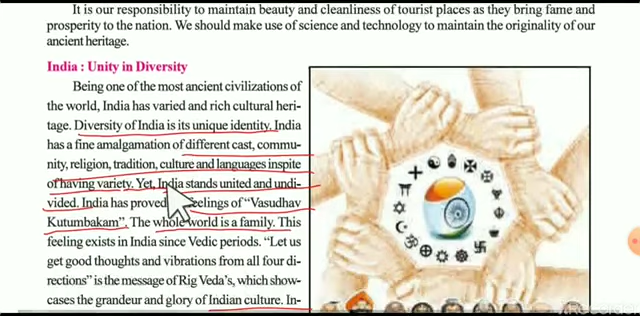 It is our responsibility to maintain beauty and cleanliness of tourist places as they bring fame and
prosperity to the nation. We should make use of science and technology to maintain the originality of our
ancient heritage.
India : Unity in Diversity
Being one of the most ancient civilizations of
the world, India has varied and rich cultural heri-
tage. Diversity of India is its unique identity. India
has a fine amalgamation of different cast, commu-
nity, religion, tradition, culture and languages inspite
of having variety. Yet, India stands united and undi-
vided. India has proved feelings of "Vasudhav
Kutumbakam". The whole world is a family. This
feeling exists in India since Vedic periods. "Let us
get good thoughts and vibrations from all four di-
rections" is the message of Rig Veda's, which show-
cases the grandeur and glory of Indian culture. In-